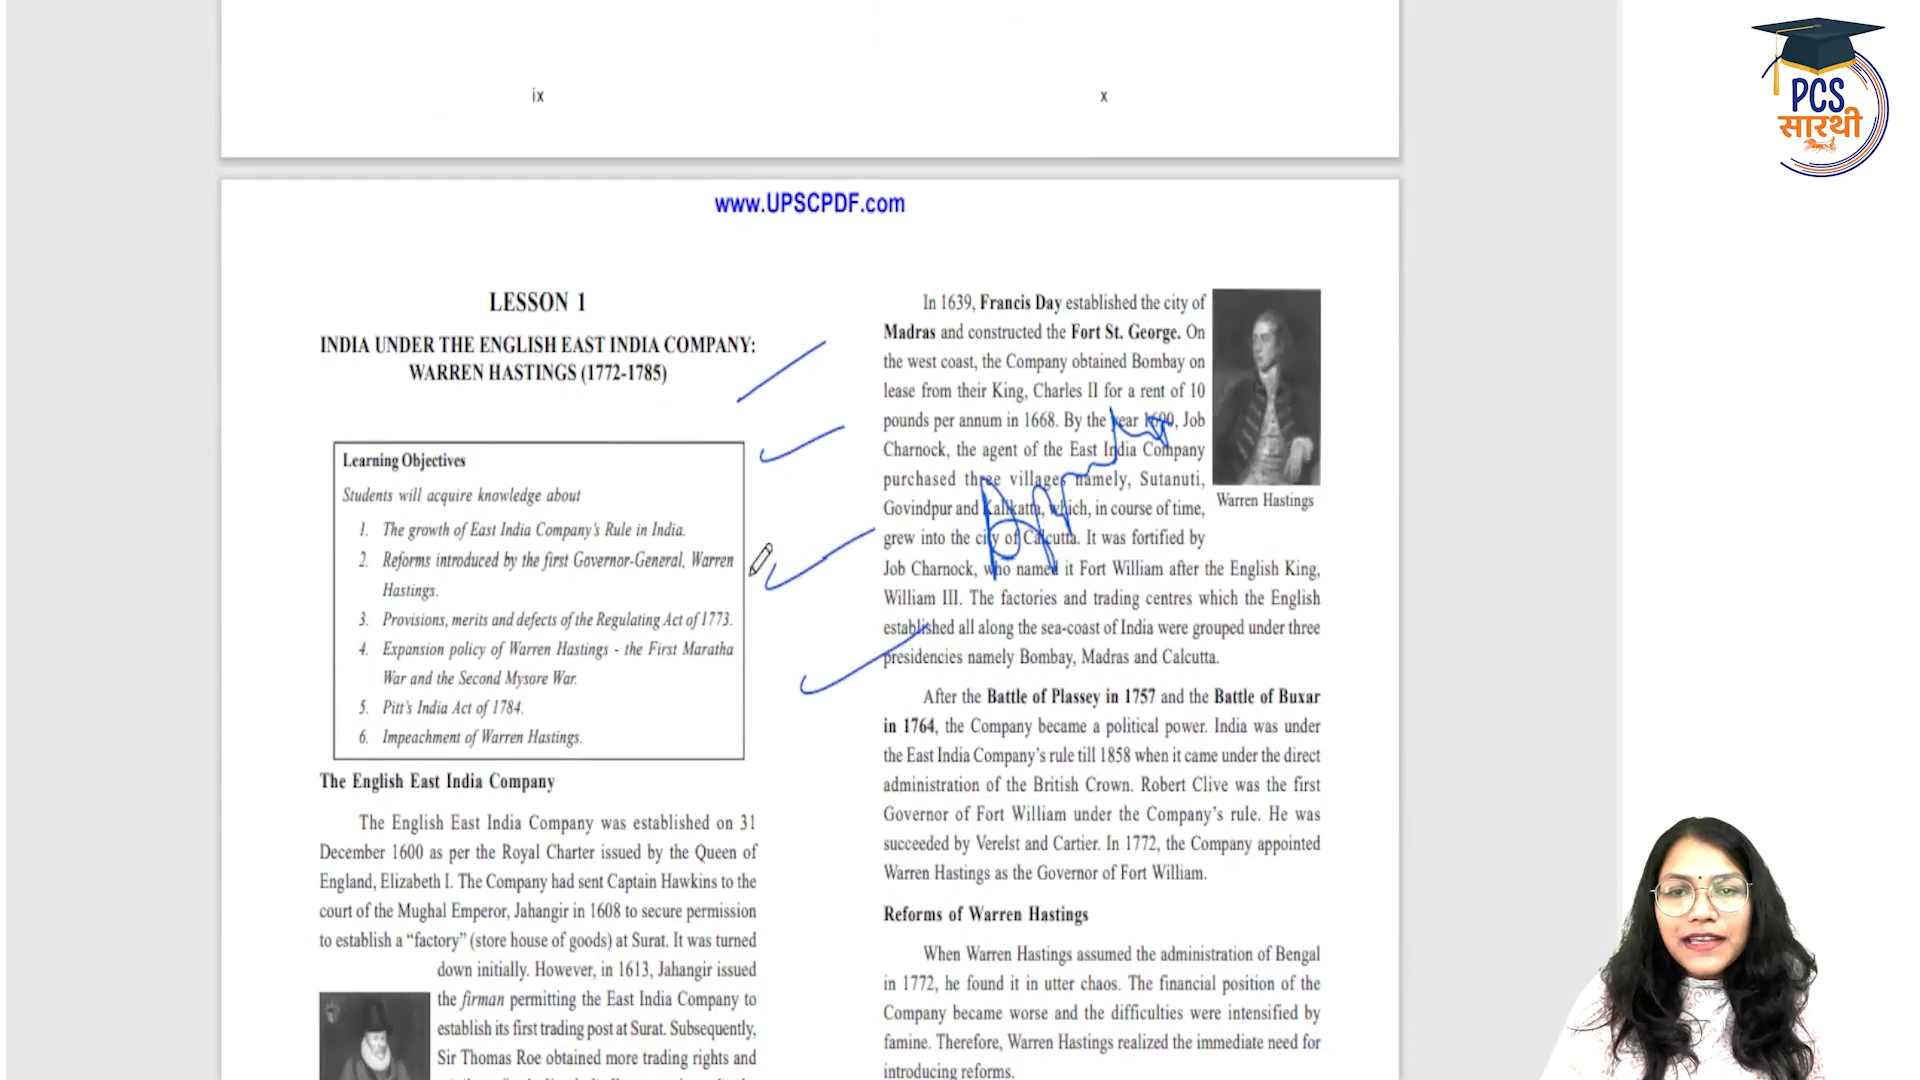 ix
x
PCS
सारथी
www.UPSCPDF.com
LESSON 1
INDIA UNDER THE ENGLISH EAST INDIA COMPANY:
WARREN HASTINGS (1772-1785)
Learning Objectives
Students will acquire knowledge about
1. The growth of East India Company's Rule in India.
2. Reforms introduced by the first Governor-General, Warren
Hastings.
3. Provisions, merits and defects of the Regulating Act of 1773.
4. Expansion policy of Warren Hastings - the First Maratha
War and the Second Mysore War.
5. Pitt's India Act of 1784.
6. Impeachment of Warren Hastings.
The English East India Company
The English East India Company was established on 31
December 1600 as per the Royal Charter issued by the Queen of
England, Elizabeth I. The Company had sent Captain Hawkins to the
court of the Mughal Emperor, Jahangir in 1608 to secure permission
to establish a "factory" (store house of goods) at Surat. It was turned
down initially. However, in 1613, Jahangir issued
the firman permitting the East India Company to
establish its first trading post at Surat. Subsequently,
Sir Thomas Roe obtained more trading rights and
In 1639, Francis Day established the city of
Madras and constructed the Fort St. George. On
the west coast, the Company obtained Bombay on
lease from their King, Charles II for a rent of 10
pounds per annum in 1668. By the year 1690, Job
Charnock, the agent of the East India Company
purchased three villages namely, Sutanuti,
Govindpur and Kalikatta, which, in course of time,
grew into the city of Calcutta. It was fortified by
Job Charnock, who named it Fort William after the English King,
William III. The factories and trading centres which the English
established all along the sea-coast of India were grouped under three
presidencies namely Bombay, Madras and Calcutta.
Warren Hastings
After the Battle of Plassey in 1757 and the Battle of Buxar
in 1764, the Company became a political power. India was under
the East India Company's rule till 1858 when it came under the direct
administration of the British Crown. Robert Clive was the first
Governor of Fort William under the Company's rule. He was
succeeded by Verelst and Cartier. In 1772, the Company appointed
Warren Hastings as the Governor of Fort William.
Reforms of Warren Hastings
When Warren Hastings assumed the administration of Bengal
in 1772, he found it in utter chaos. The financial position of the
Company became worse and the difficulties were intensified by
famine. Therefore, Warren Hastings realized the immediate need for
introducing reforms.